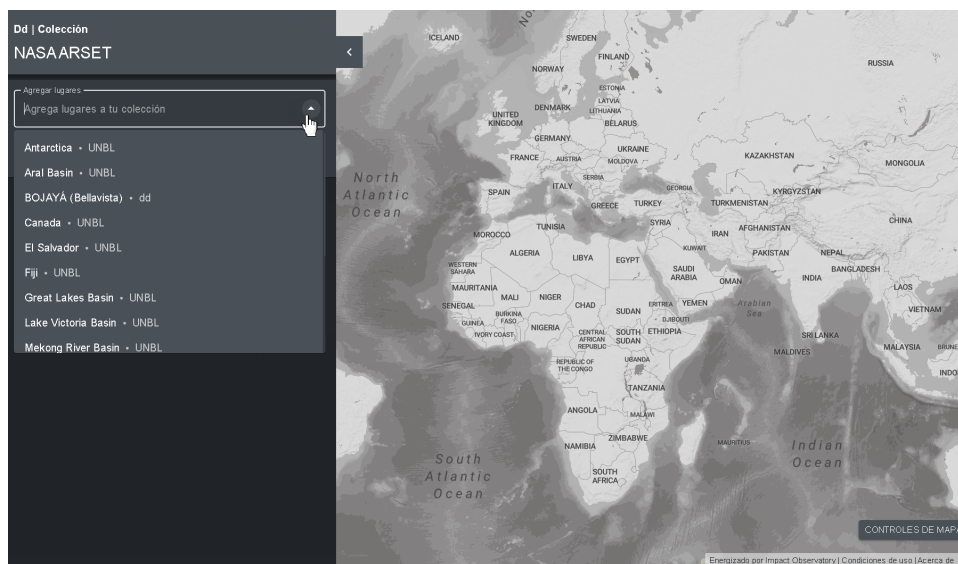 Dd | Colección
NASA ARSET
Agregar lugares
Agrega lugares a tu colección
Antarctica • UNBL
Aral Basin • UNBL
BOJAYÁ (Bellavista) • dd
Canada • UNBL
El Salvador • UNBL
Fiji • UNBL
Great Lakes Basin • UNBL
Lake Victoria Basin • UNBL
Mekong River Basin • UNBL
ICELAND
SWEDEN
FINLAND
RUSSIA
NORWAY
ESTONIA
LATVIA
DENMARK
LITHUANIA
UNITED
KINGDOM
BELARUS
GERMANY
UKRAINE
FRANCE
AUSTRIA
MOLDOVA
KAZAKHSTAN
MONGOLIA
SERBIA
North
Atlantic
Ocean
SPAIN
ITALY
GEORGIA
KYRGYZSTAN
GREECE
TURKEY
TURKMENISTAN
CHINA
TUNISIA
SYRIA
MOROCCO
IRAN
AFGHANISTAN
ALGERIA
LIBYA
EGYPT
KUWAIT
PAKISTAN
NEPAL
WESTERN
SAHARA
SAUDI
ARABIA
OMAN
INDIA
BANGLADESH
MAURITANIA
MALI
NIGER
CHAD
SUDAN
ERITREA
YEMEN
Arabian
Sea
LAOS
SENEGAL
BURKINA
FASO
DJIBOUTI
VIETNAM
GUINEA
NIGERIA
IVORY COAST
CENTRAL
AFRICAN
REPUBLIC
SOUTH
SUDAN
ETHIOPIA
SRI LANKA
MALDIVES
MALAYSIA
BRUNE
REPUBLIC OF
THE CONGO
UGANDA
INDO
TANZANIA
ANGOLA
MALAWI
NAMIBIA
ZIMBABWE
MAURITIUS
Indian
Ocean
South
Atlantic
Ocean
SOUTH
AFRICA
CONTROLES DE MAPA
Energizado por Impact Observatory | Condiciones de uso | Acerca de